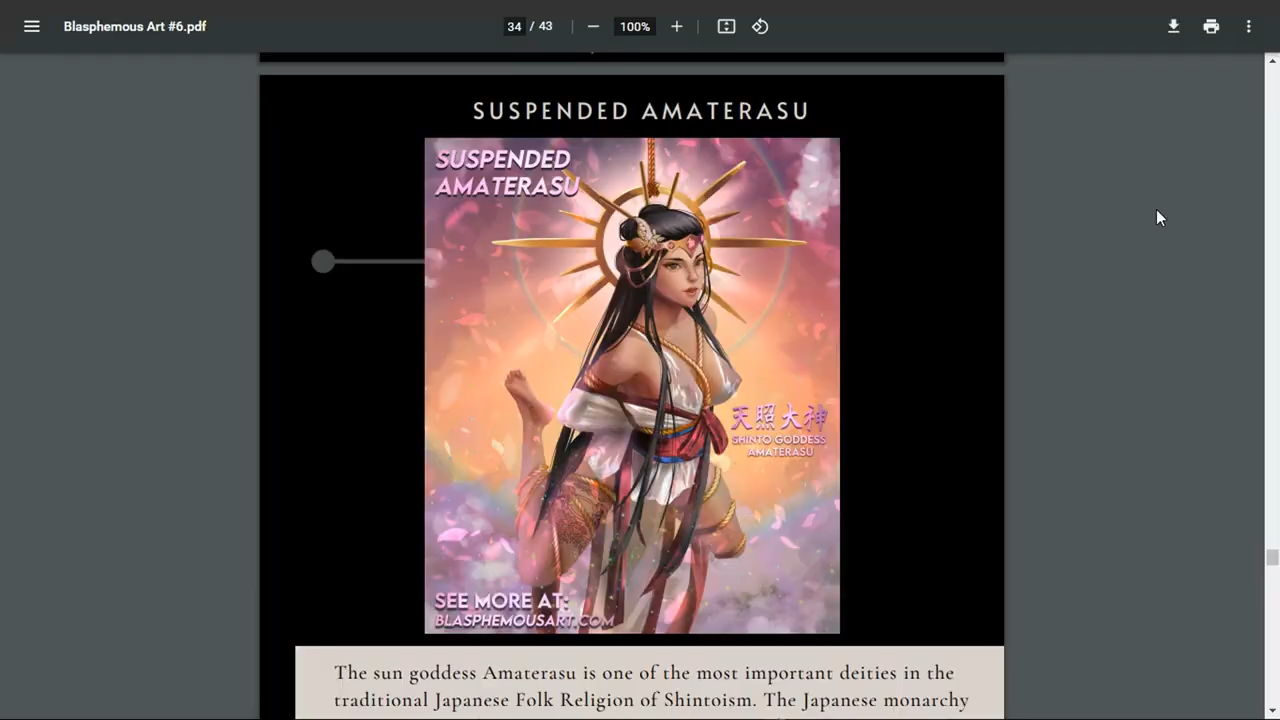 Blasphemous Art #6.pdf
34 / 43
100%
SUSPENDED AMATERASU
SUSPENDED
AMATERASU
天照大神
SHINTO GODDESS
AMATERASU
SEE MORE AT:
BLASPHEMOUSART.COM
The sun goddess Amaterasu is one of the most important deities in the
traditional Japanese Folk Religion of Shintoism. The Japanese monarchy